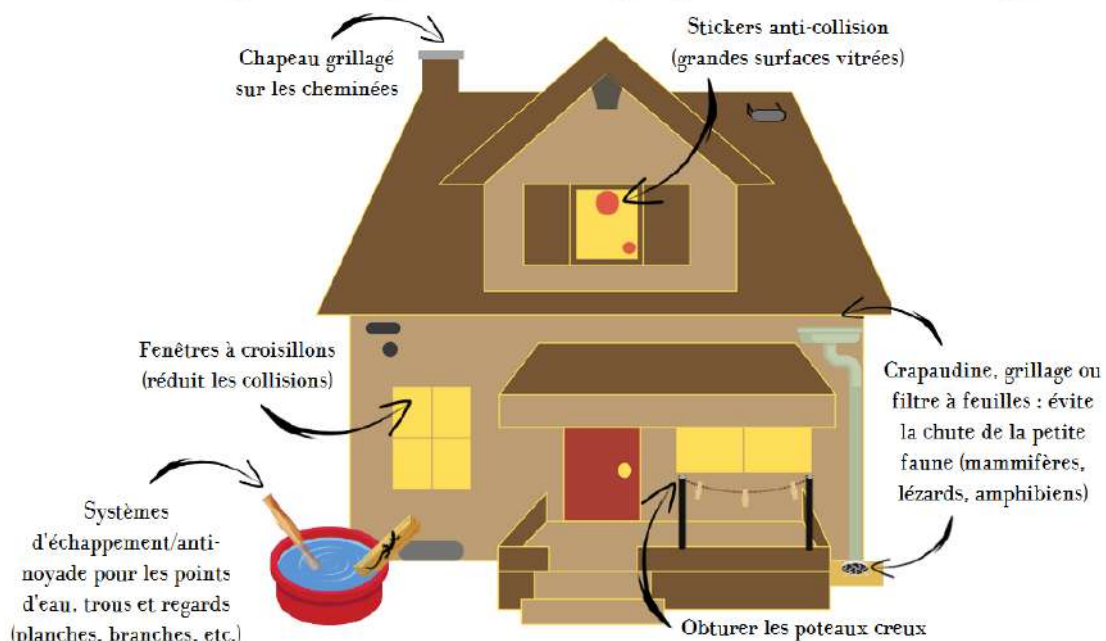 Stickers anti-collision
(grandes surfaces vitrées)
Chapeau grillagé
sur les cheminées
Fenêtres à croisillons
(réduit les collisions)
Crapaudine, grillage ou
filtre à feuilles : évite
la chute de la petite
faune (mammifères,
lézards, amphibiens)
Systèmes
d'échappement/anti-
noyade pour les points
d'eau, trous et regards
(planches, branches, etc.)
Obturer les poteaux creux